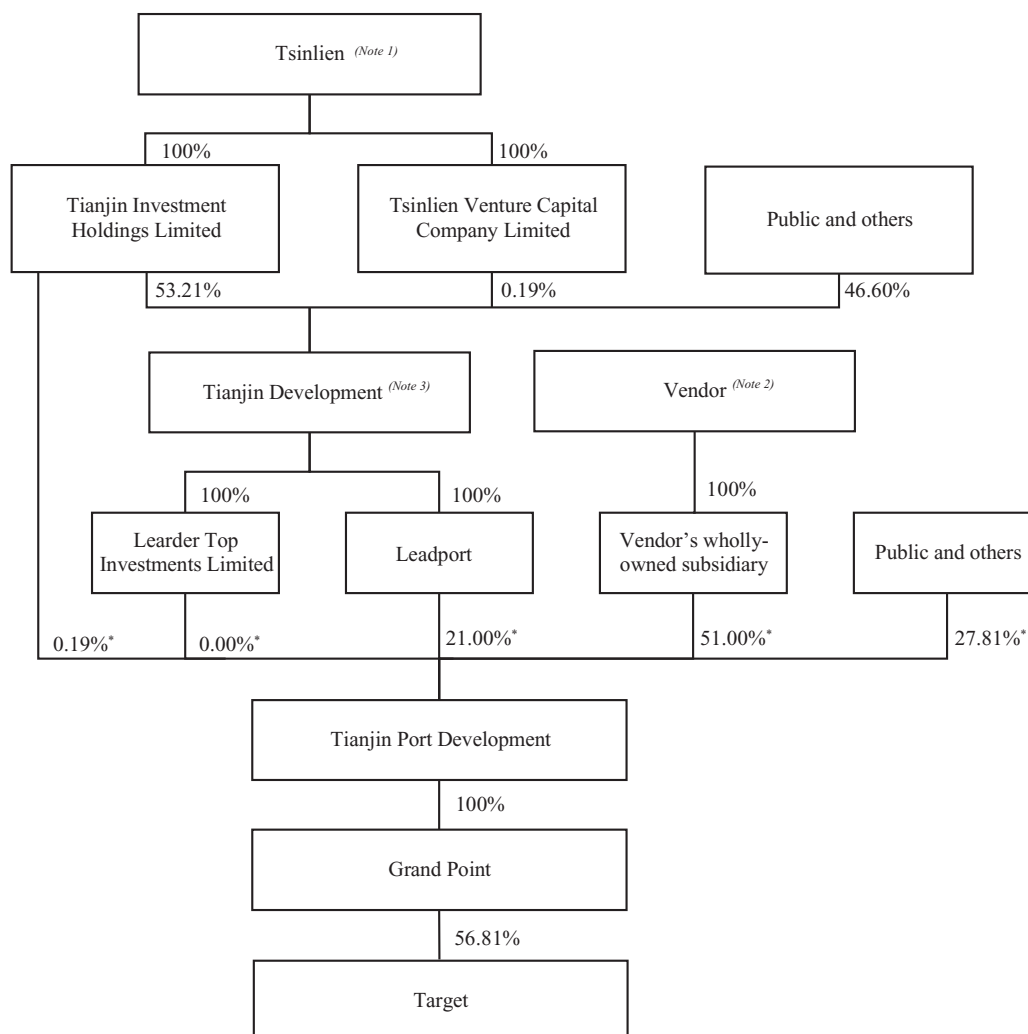 Tsinlien (Note 1)
100%
100%
Tianjin Investment
Holdings Limited
Tsinlien Venture Capital
Company Limited
Public and others
53.21%
0.19%
46.60%
Tianjin Development (Note 3)
Vendor (Note 2)
100%
100%
100%
Learder Top
Investments Limited
Leadport
Vendor's wholly-
owned subsidiary
Public and others
0.19%*
0.00%*
21.00%*
51.00%*
27.81%*
Tianjin Port Development
100%
Grand Point
56.81%
Target